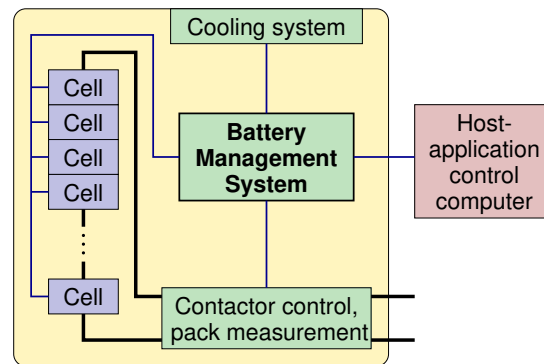 Cooling system
Cell
Cell
Cell
Cell
Cell
Battery
Management
System
Host-
application
control
computer
Contactor control,
pack measurement